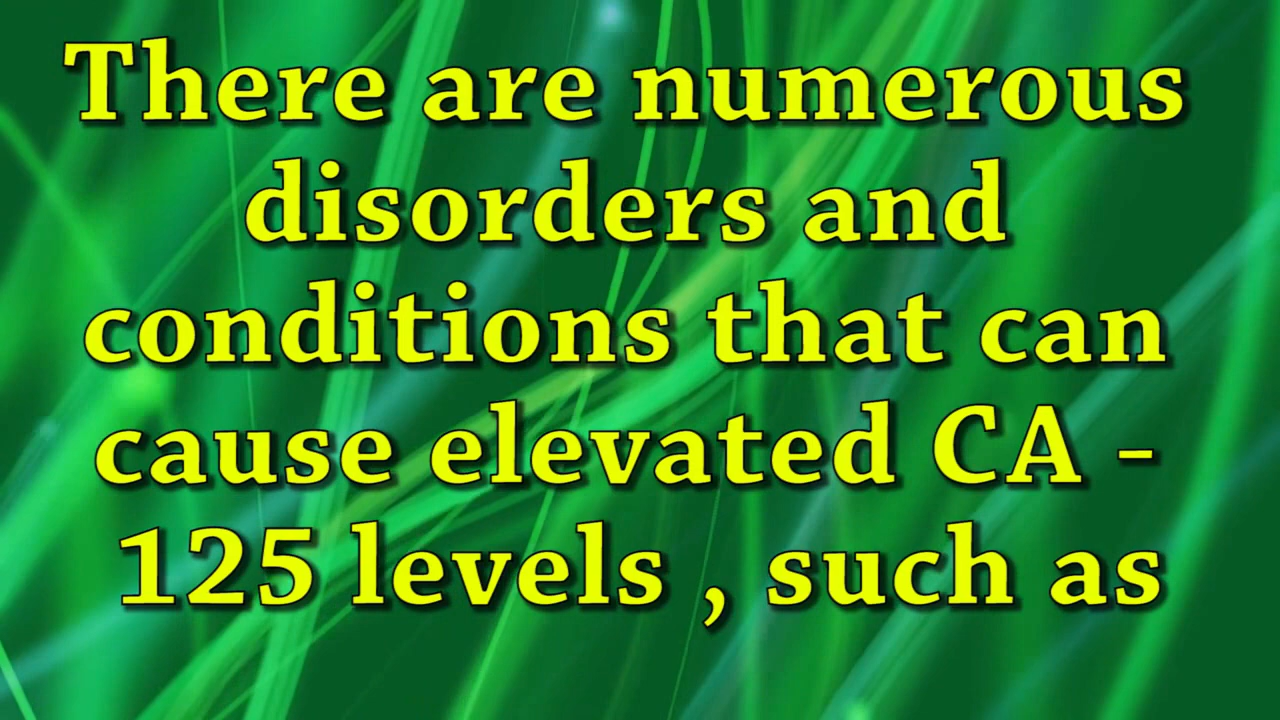 There are numerous
disorders and
conditions that can
cause elevated CA -
125 levels , such as